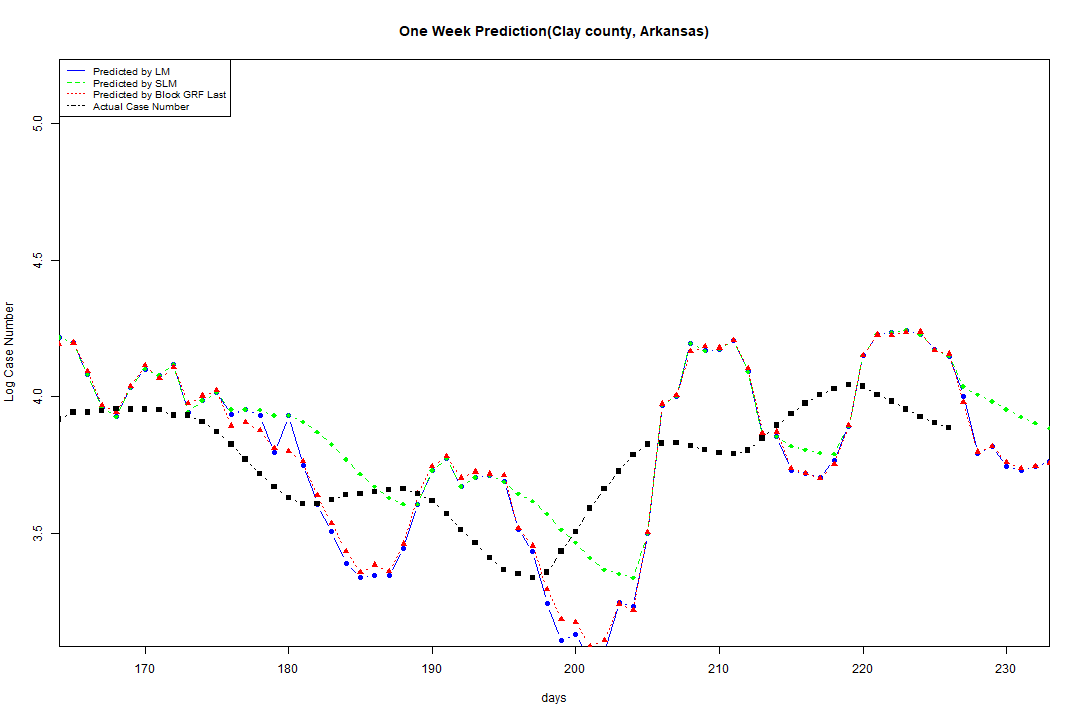 One Week Prediction(Clay county, Arkansas)
Predicted by LM
Predicted by SLM
Predicted by Block GRF Last
Actual Case Number
5.0
4.5
4.0
3.5
Log Case Number
170 180 190 200 210 220 230
days